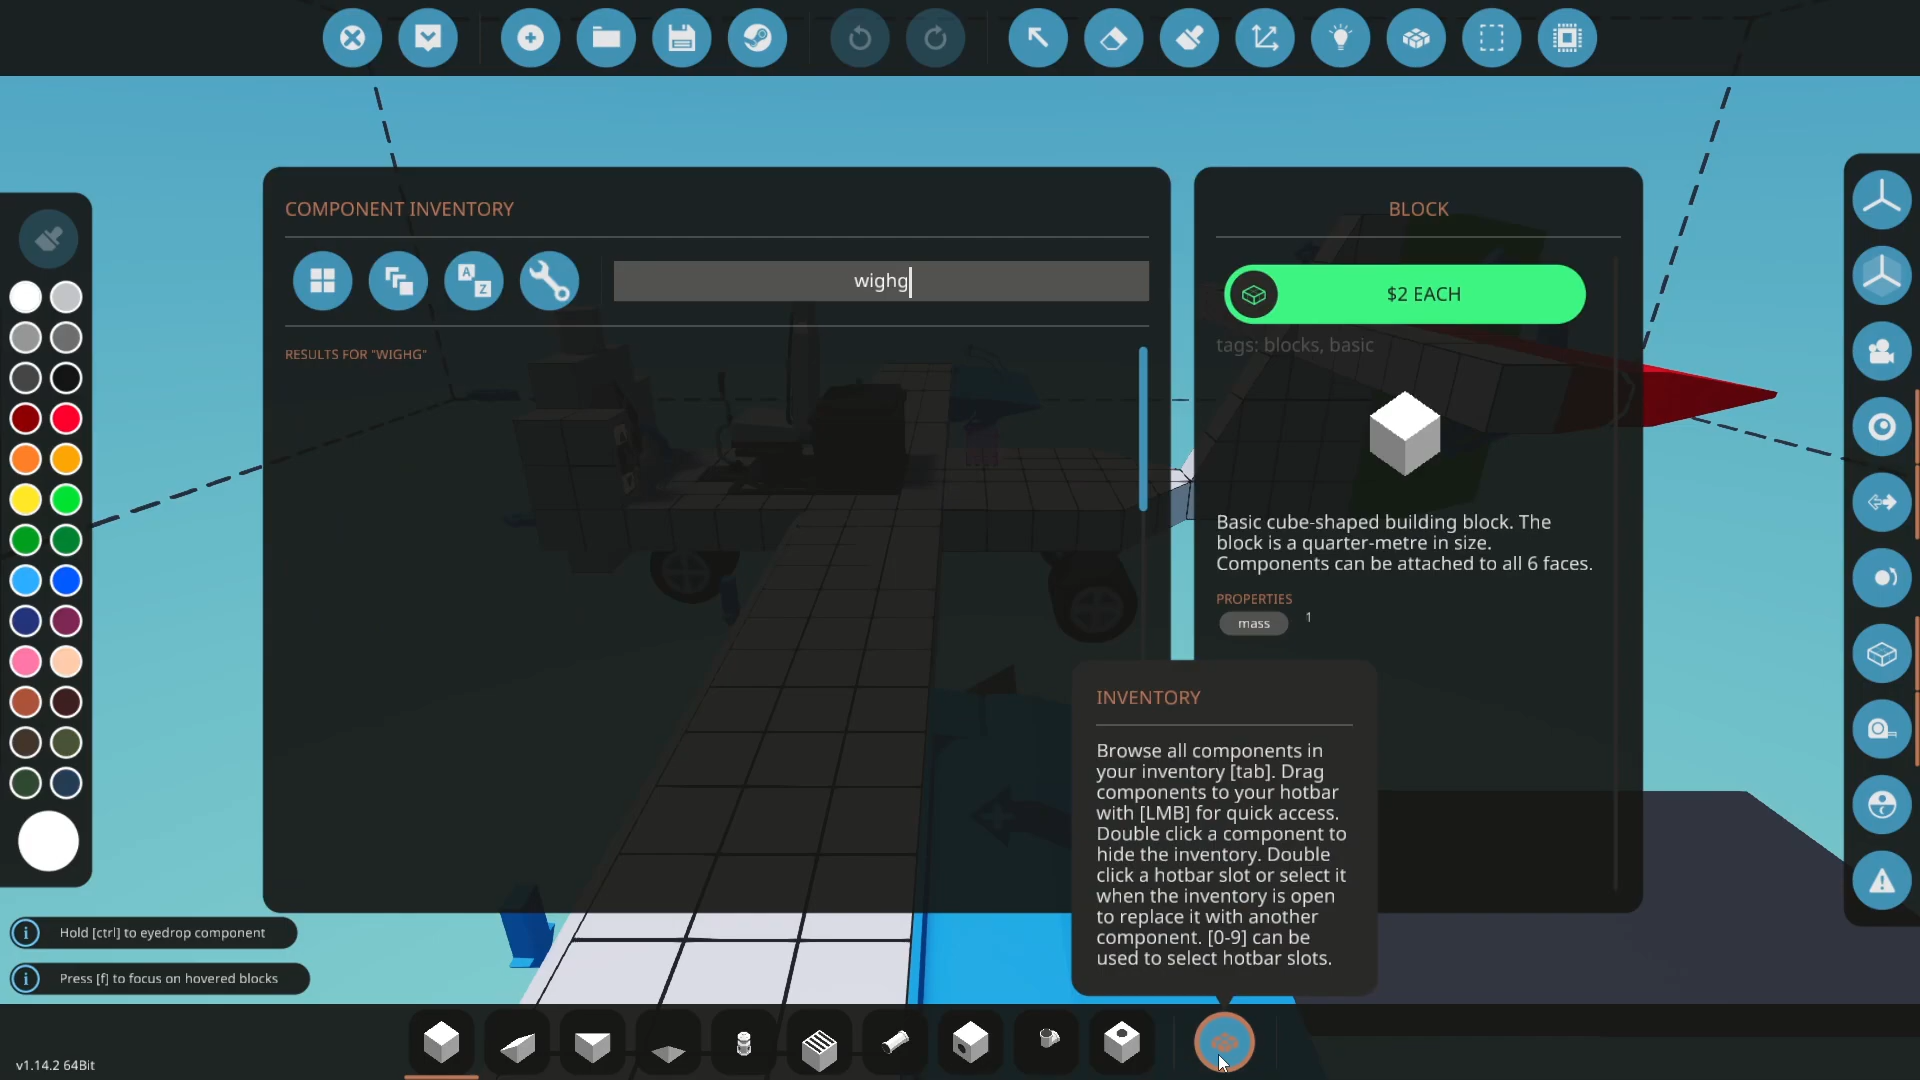 COMPONENT INVENTORY
A
Z
wighg
RESULTS FOR "WIGHG"
BLOCK
$2 EACH
tags: blocks, basic
Basic cube-shaped building block. The
block is a quarter-metre in size.
Components can be attached to all 6 faces.
PROPERTIES
mass 1
INVENTORY
Browse all components in
your inventory [tab]. Drag
components to your hotbar
with [LMB] for quick access.
Double click a component to
hide the inventory. Double
click a hotbar slot or select it
when the inventory is open
to replace it with another
component. [0-9] can be
used to select hotbar slots.
Hold [ctrl] to eyedrop component
Press [f] to focus on hovered blocks
v1.14.2 64Bit